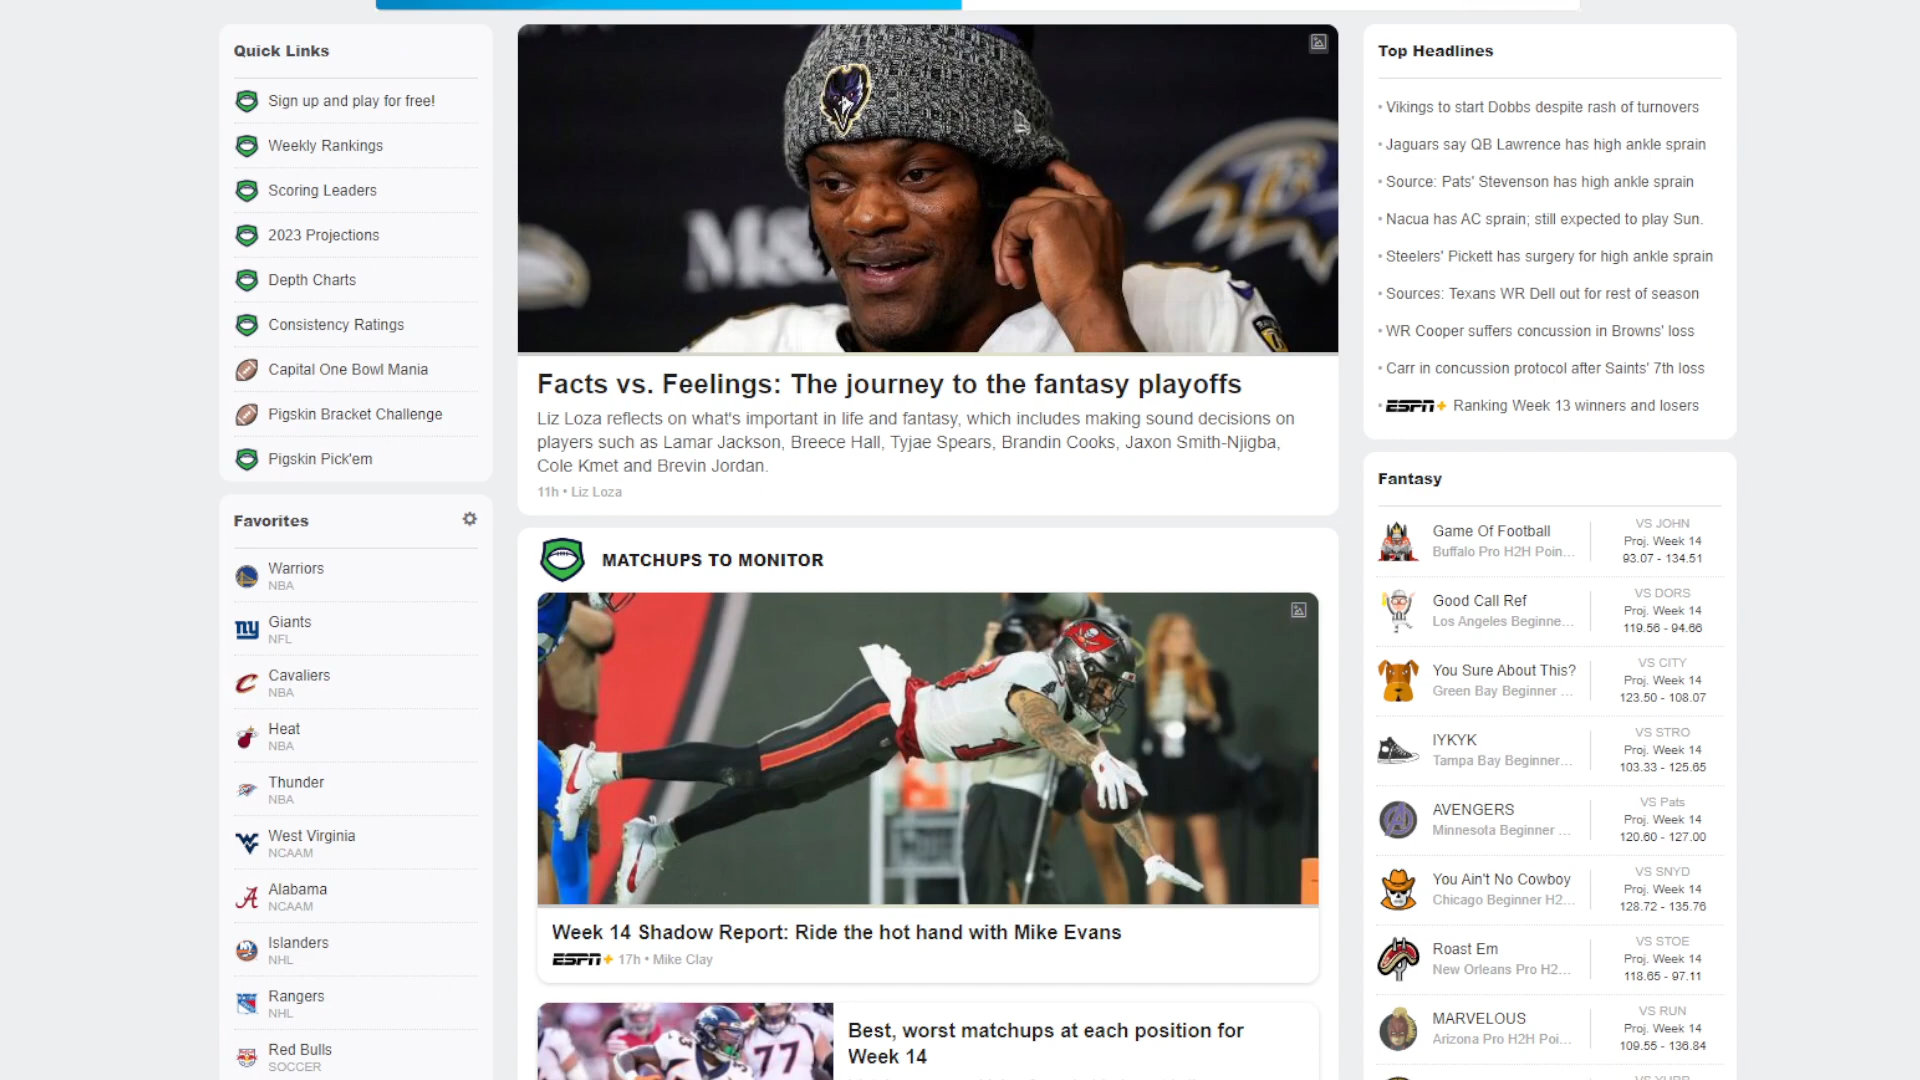 Quick Links
Sign up and play for free!
Weekly Rankings
Scoring Leaders
2023 Projections
Depth Charts
Consistency Ratings
Capital One Bowl Mania
Pigskin Bracket Challenge
Pigskin Pick'em
Favorites
Warriors
NBA
Giants
NFL
Cavaliers
NBA
Heat
NBA
Thunder
NBA
West Virginia
NCAAM
Alabama
NCAAM
Islanders
NHL
Rangers
NHL
Red Bulls
SOCCER
M&
Facts vs. Feelings: The journey to the fantasy playoffs
Liz Loza reflects on what's important in life and fantasy, which includes making sound decisions on
players such as Lamar Jackson, Breece Hall, Tyjae Spears, Brandin Cooks, Jaxon Smith-Njigba,
Cole Kmet and Brevin Jordan.
11h • Liz Loza
MATCHUPS TO MONITOR
Week 14 Shadow Report: Ride the hot hand with Mike Evans
ESPN+ 17h • Mike Clay
77
Best, worst matchups at each position for
Week 14
Top Headlines
• Vikings to start Dobbs despite rash of turnovers
• Jaguars say QB Lawrence has high ankle sprain
• Source: Pats' Stevenson has high ankle sprain
• Nacua has AC sprain; still expected to play Sun.
• Steelers' Pickett has surgery for high ankle sprain
• Sources: Texans WR Dell out for rest of season
• WR Cooper suffers concussion in Browns' loss
• Carr in concussion protocol after Saints' 7th loss
• ESPN+ Ranking Week 13 winners and losers
Fantasy
Game Of Football
Buffalo Pro H2H Poin...
VS JOHN
Proj. Week 14
93.07 - 134.51
Good Call Ref
Los Angeles Beginne...
VS DORS
Proj. Week 14
119.56 - 94.66
You Sure About This?
Green Bay Beginner ...
VS CITY
Proj. Week 14
123.50 - 108.07
IYKYK
Tampa Bay Beginner...
VS STRO
Proj. Week 14
103.33 - 125.65
AVENGERS
Minnesota Beginner ...
VS Pats
Proj. Week 14
120.60 - 127.00
You Ain't No Cowboy
Chicago Beginner H2...
VS SNYD
Proj. Week 14
128.72 - 135.76
Roast Em
New Orleans Pro H2...
VS STOE
Proj. Week 14
118.65 - 97.11
MARVELOUS
Arizona Pro H2H Poi...
VS RUN
Proj. Week 14
109.55 - 136.84